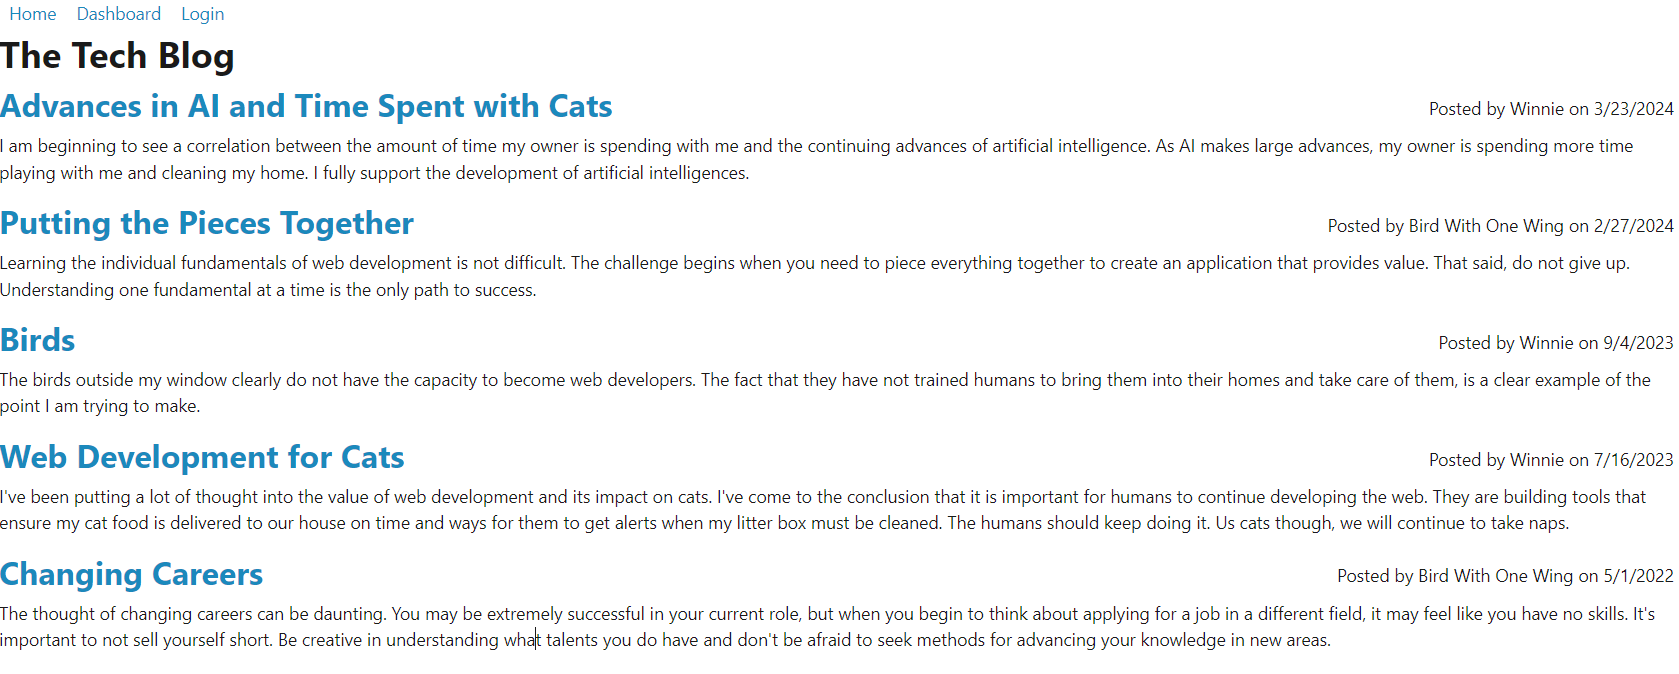 Home Dashboard Login
The Tech Blog
Advances in AI and Time Spent with Cats Posted by Winnie on 3/23/2024
I am beginning to see a correlation between the amount of time my owner is spending with me and the continuing advances of artificial intelligence. As AI makes large advances, my owner is spending more time
playing with me and cleaning my home. I fully support the development of artificial intelligences.
Putting the Pieces Together Posted by Bird With One Wing on 2/27/2024
Learning the individual fundamentals of web development is not difficult. The challenge begins when you need to piece everything together to create an application that provides value. That said, do not give up.
Understanding one fundamental at a time is the only path to success.
Birds Posted by Winnie on 9/4/2023
The birds outside my window clearly do not have the capacity to become web developers. The fact that they have not trained humans to bring them into their homes and take care of them, is a clear example of the
point I am trying to make.
Web Development for Cats Posted by Winnie on 7/16/2023
I've been putting a lot of thought into the value of web development and its impact on cats. I've come to the conclusion that it is important for humans to continue developing the web. They are building tools that
ensure my cat food is delivered to our house on time and ways for them to get alerts when my litter box must be cleaned. The humans should keep doing it. Us cats though, we will continue to take naps.
Changing Careers Posted by Bird With One Wing on 5/1/2022
The thought of changing careers can be daunting. You may be extremely successful in your current role, but when you begin to think about applying for a job in a different field, it may feel like you have no skills. It's
important to not sell yourself short. Be creative in understanding what talents you do have and don't be afraid to seek methods for advancing your knowledge in new areas.